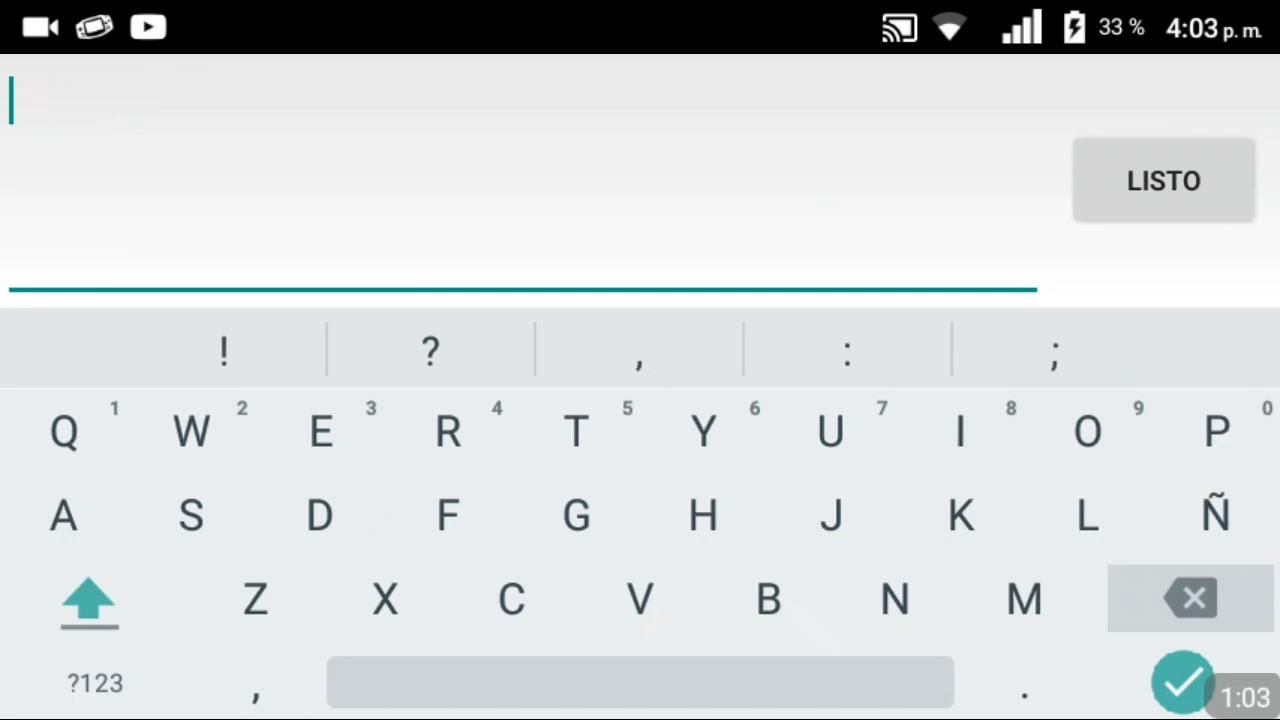 33 % 4:03 p. m.
LISTO
! ? , : ;
1 2 3 4 5 6 7 8 9 0
Q W E R T Y U I O P
A S D F G H J K L Ñ
Z X C V B N M
?123 , .
1:03